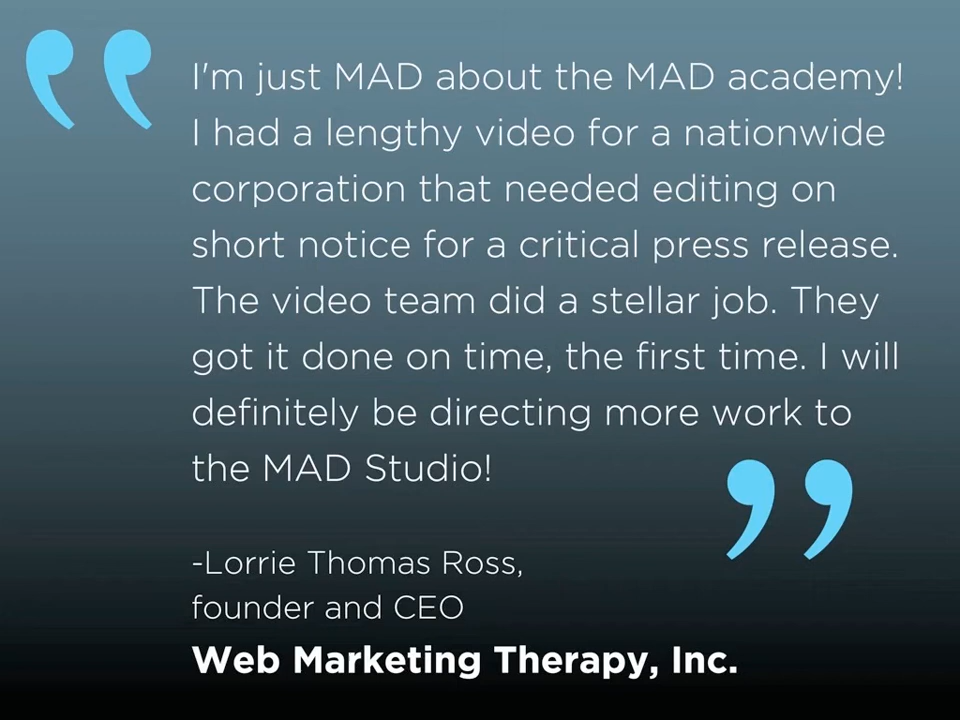 I'm just MAD about the MAD academy!
I had a lengthy video for a nationwide
corporation that needed editing on
short notice for a critical press release.
The video team did a stellar job. They
got it done on time, the first time. I will
definitely be directing more work to
the MAD Studio!
-Lorrie Thomas Ross,
founder and CEO
Web Marketing Therapy, Inc.